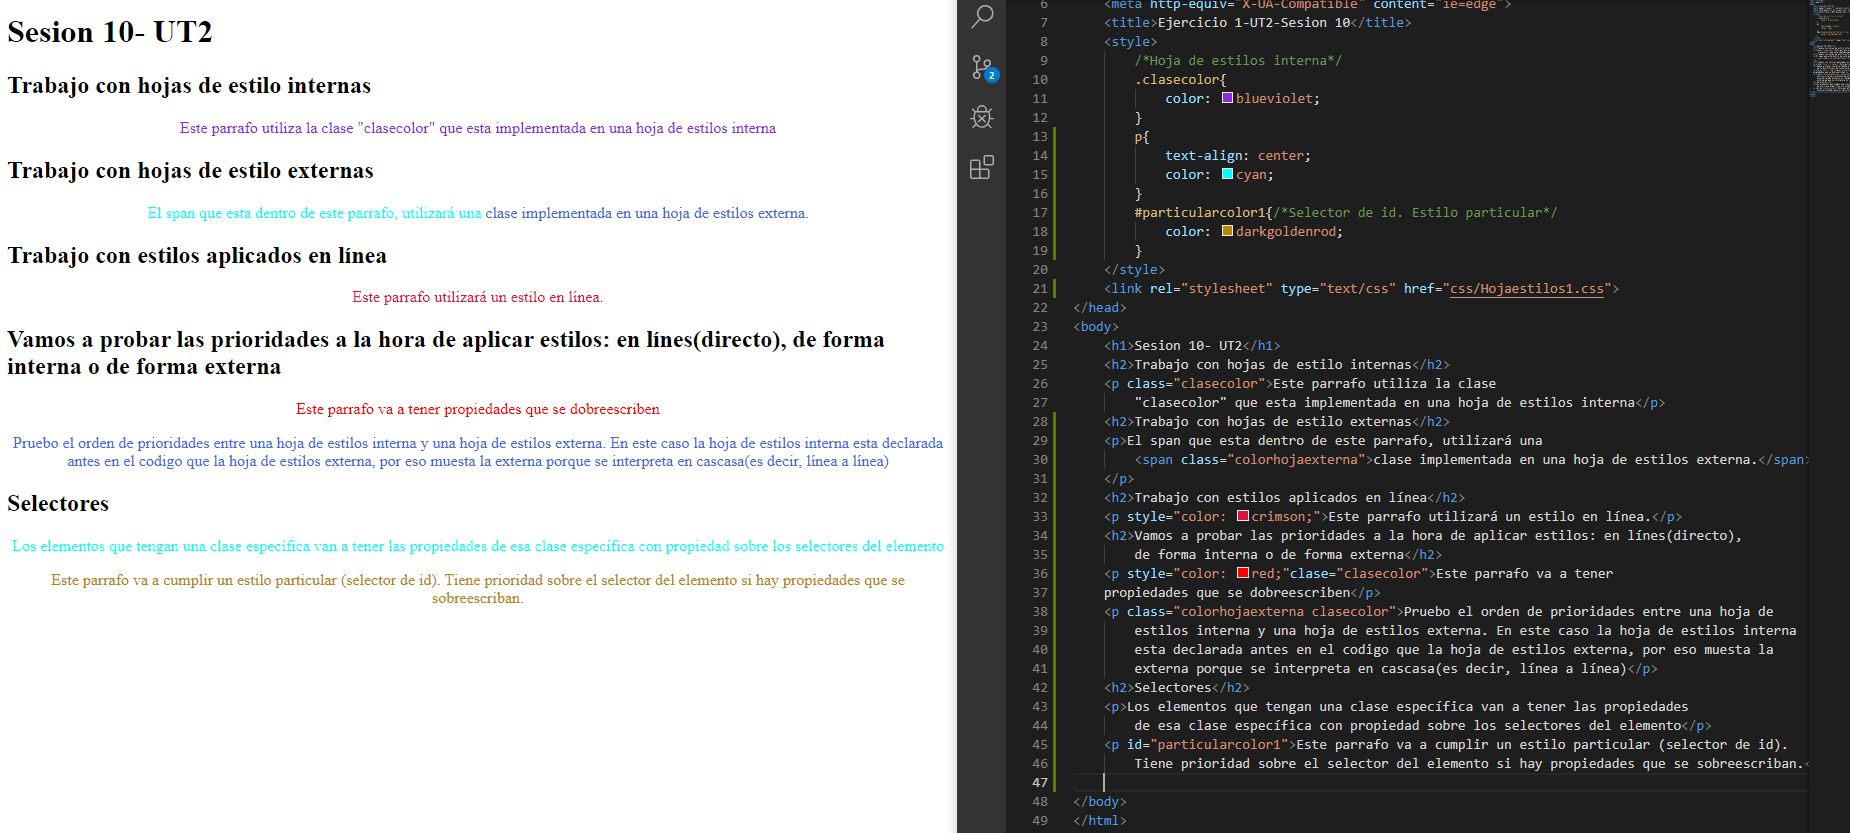 Sesion 10- UT2
Trabajo con hojas de estilo internas
Este parrafo utiliza la clase "clasecolor" que esta implementada en una hoja de estilos interna
Trabajo con hojas de estilo externas
El span que esta dentro de este parrafo, utilizará una clase implementada en una hoja de estilos externa.
Trabajo con estilos aplicados en línea
Este parrafo utilizará un estilo en línea.
Vamos a probar las prioridades a la hora de aplicar estilos: en línes(directo), de forma
interna o de forma externa
Este parrafo va a tener propiedades que se dobreescriben
Pruebo el orden de prioridades entre una hoja de estilos interna y una hoja de estilos externa. En este caso la hoja de estilos interna esta declarada
antes en el codigo que la hoja de estilos externa, por eso muesta la externa porque se interpreta en cascasa(es decir, línea a línea)
Selectores
Los elementos que tengan una clase específica van a tener las propiedades de esa clase específica con propiedad sobre los selectores del elemento
Este parrafo va a cumplir un estilo particular (selector de id). Tiene prioridad sobre el selector del elemento si hay propiedades que se
sobreescriban.
2
6 <meta http-equiv="X-UA-Compatible" content="ie=edge">
7 <title>Ejercicio 1-UT2-Sesion 10</title>
8 <style>
9 /*Hoja de estilos interna*/
10 .clasecolor{
11 color: blueviolet;
12 }
13 p{
14 text-align: center;
15 color: cyan;
16 }
17 #particularcolor1{/*Selector de id. Estilo particular*/
18 color: darkgoldenrod;
19 }
20 </style>
21 <link rel="stylesheet" type="text/css" href="css/Hojaestilos1.css">
22 </head>
23 <body>
24 <h1>Sesion 10- UT2</h1>
25 <h2>Trabajo con hojas de estilo internas</h2>
26 <p class="clasecolor">Este parrafo utiliza la clase
27 "clasecolor" que esta implementada en una hoja de estilos interna</p>
28 <h2>Trabajo con hojas de estilo externas</h2>
29 <p>El span que esta dentro de este parrafo, utilizará una
30 <span class="colorhojaexterna">clase implementada en una hoja de estilos externa.</span>
31 </p>
32 <h2>Trabajo con estilos aplicados en línea</h2>
33 <p style="color: crimson;">Este parrafo utilizará un estilo en línea.</p>
34 <h2>Vamos a probar las prioridades a la hora de aplicar estilos: en línes(directo),
35 de forma interna o de forma externa</h2>
36 <p style="color: red;"clase="clasecolor">Este parrafo va a tener
37 propiedades que se dobreescriben</p>
38 <p class="colorhojaexterna clasecolor">Pruebo el orden de prioridades entre una hoja de
39 estilos interna y una hoja de estilos externa. En este caso la hoja de estilos interna
40 esta declarada antes en el codigo que la hoja de estilos externa, por eso muesta la
41 externa porque se interpreta en cascasa(es decir, línea a línea)</p>
42 <h2>Selectores</h2>
43 <p>Los elementos que tengan una clase específica van a tener las propiedades
44 de esa clase específica con propiedad sobre los selectores del elemento</p>
45 <p id="particularcolor1">Este parrafo va a cumplir un estilo particular (selector de id).
46 Tiene prioridad sobre el selector del elemento si hay propiedades que se sobreescriban.<
47
48 </body>
49 </html>